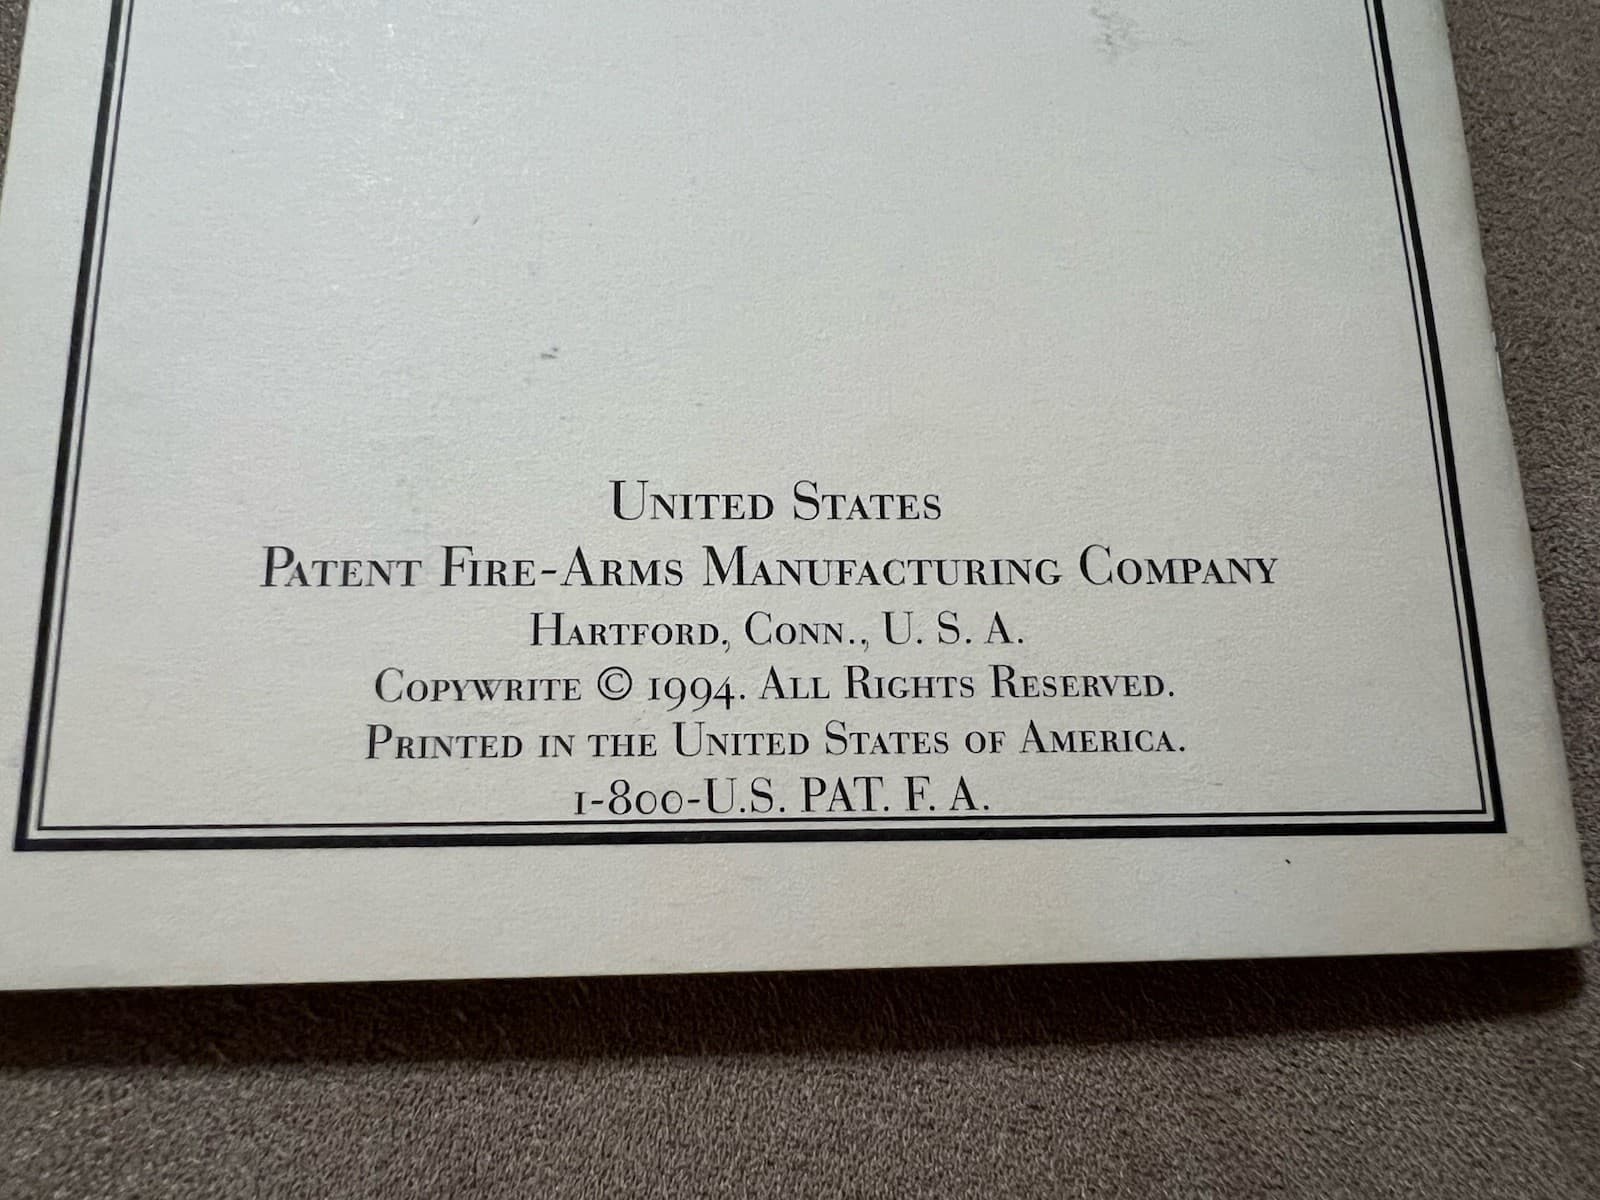 United States
Patent Fire-Arms Manufacturing Company
Hartford, Conn., U. S. A.
Copywrite © 1994. All Rights Reserved.
Printed in the United States of America.
1-800-U.S. PAT. F. A.